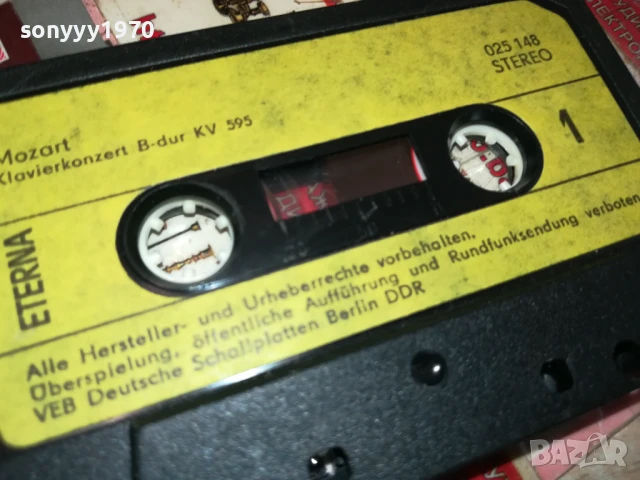 sonyyy1970
Mozart
Klavierkonzert B-dur KV 595
025 148
STEREO
1
ETERNA
Alle Hersteller- und Urheberrechte vorbehalten.
Überspielung, öffentliche Aufführung und Rundfunksendung verboten
VEB Deutsche Schallplatten Berlin DDR
BAZAR